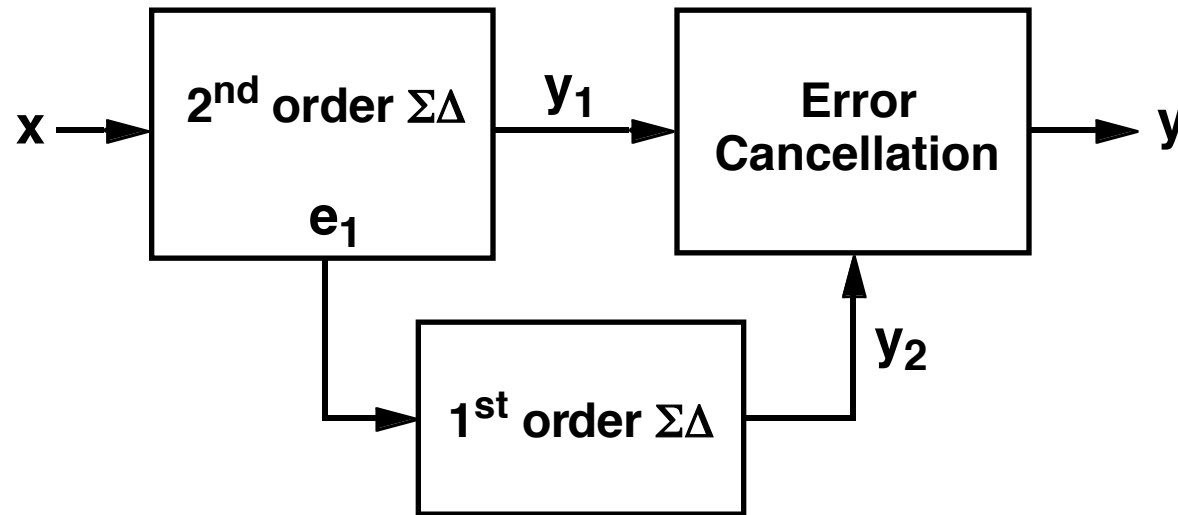 x
2nd order ΣΔ
e1
y1
Error
Cancellation
y
1st order ΣΔ
y2